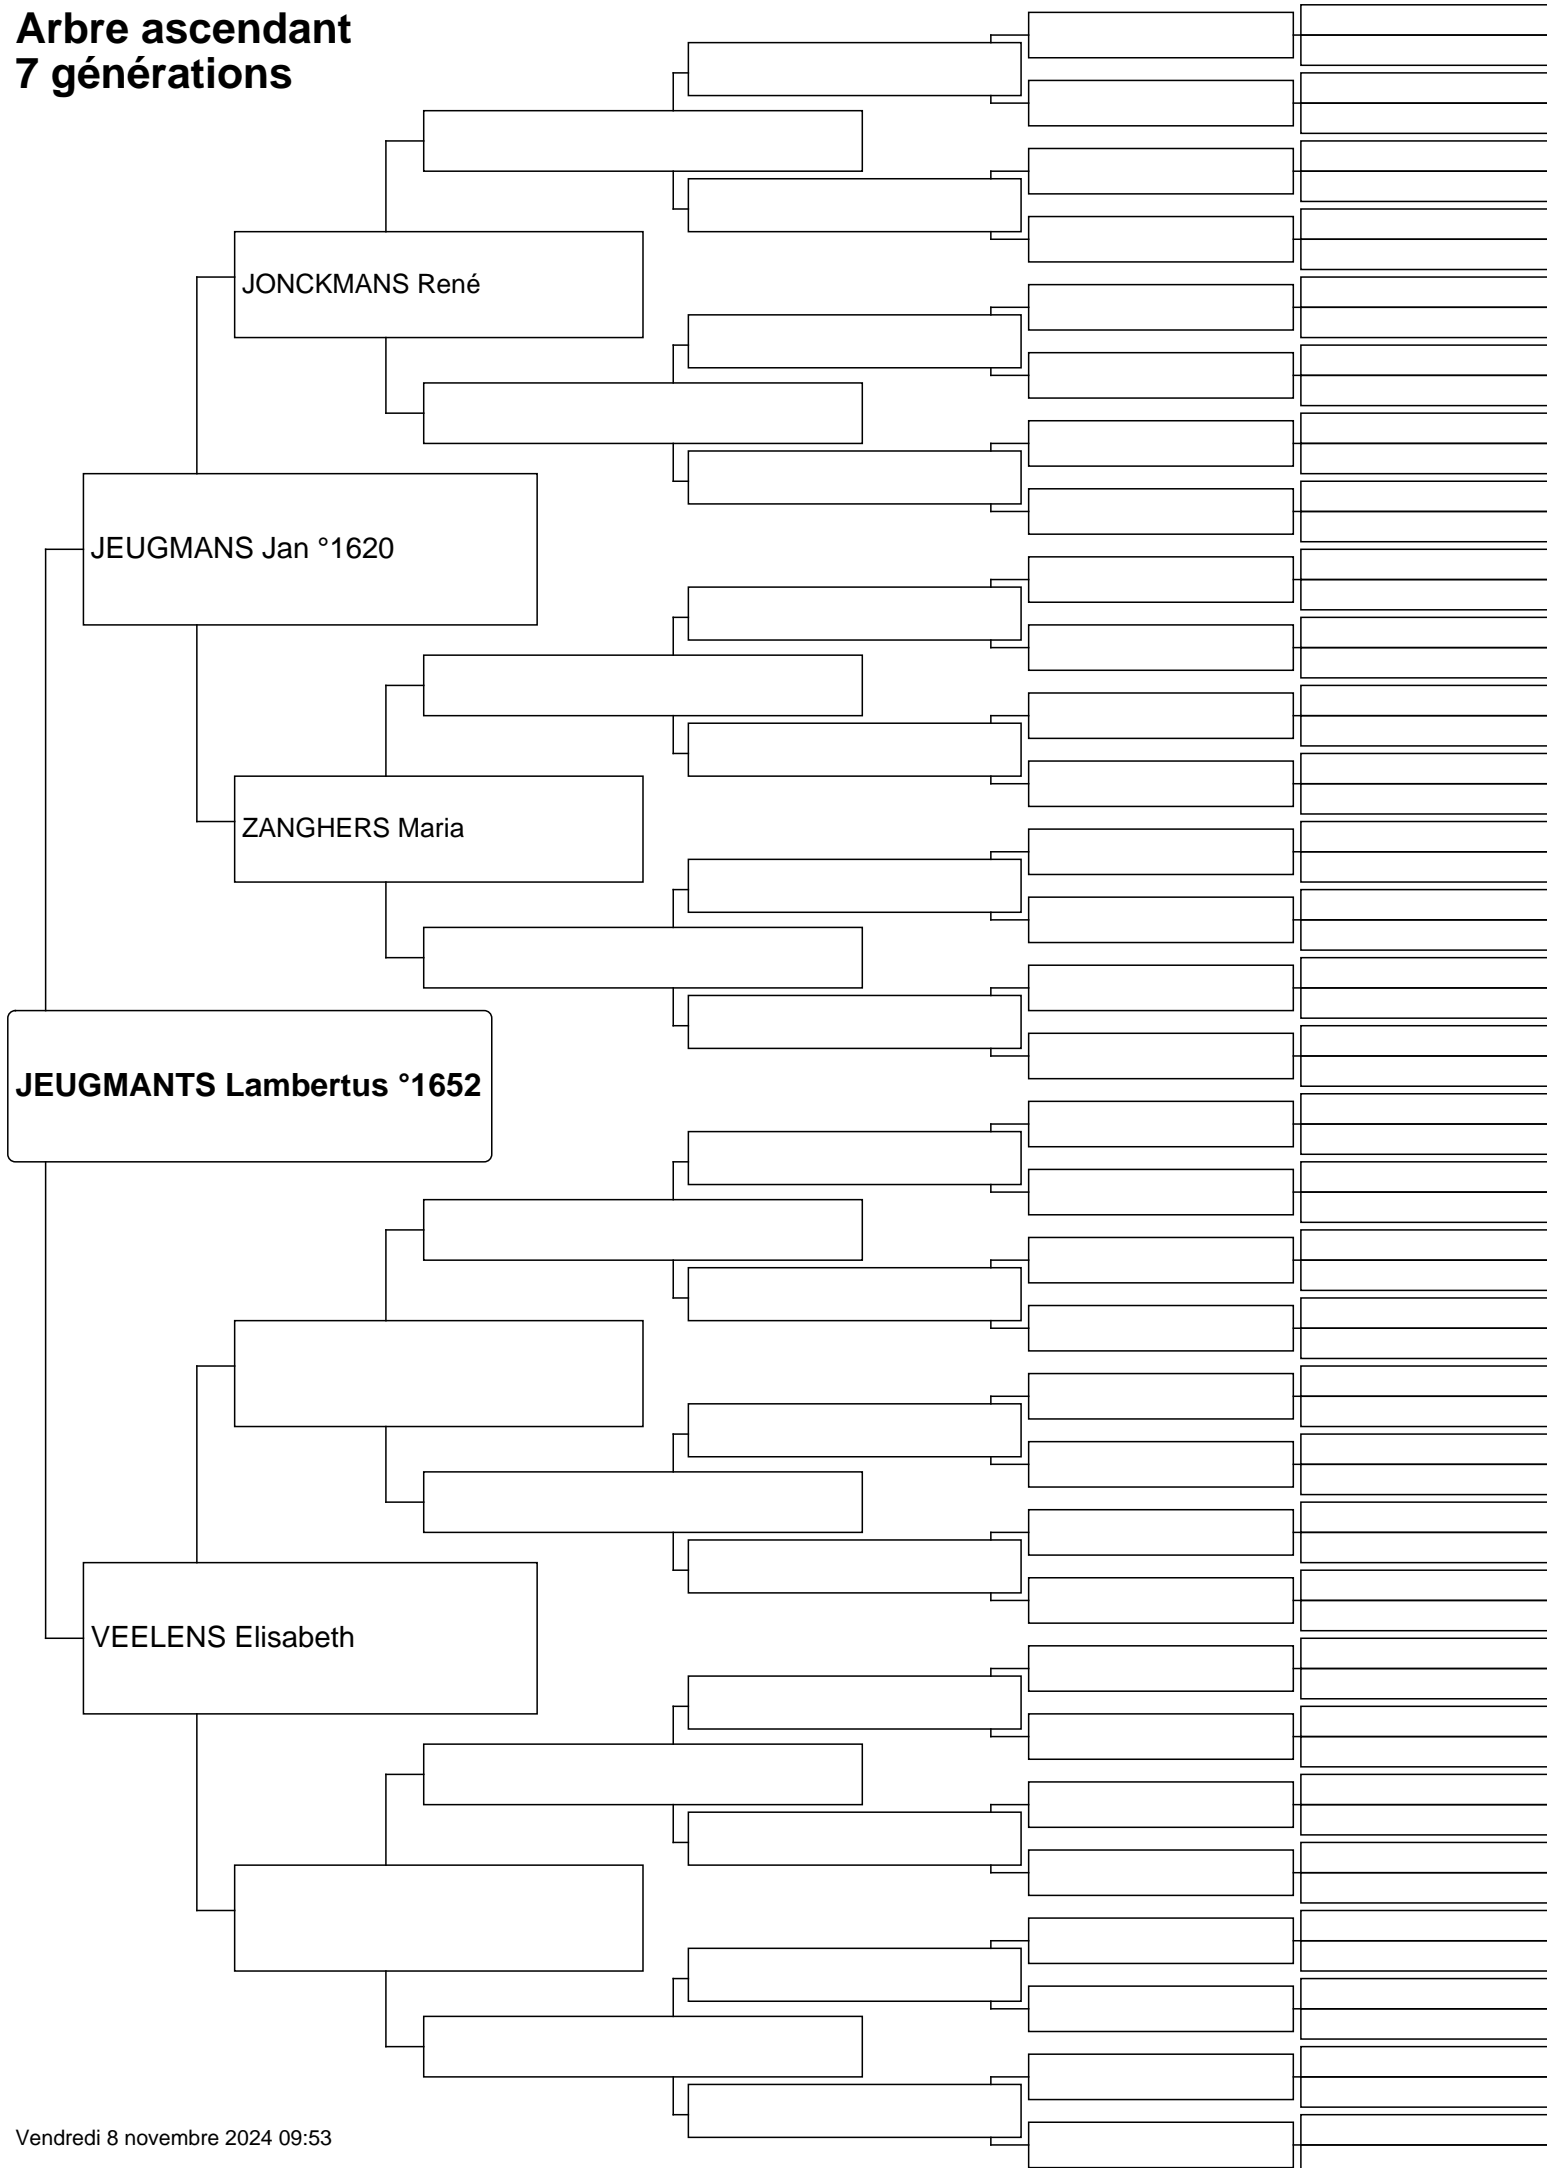 Arbre ascendant
7 générations
JONCKMANS René
JEUGMANS Jan °1620
ZANGHERS Maria
JEUGMANTS Lambertus °1652
VEELENS Elisabeth
Vendredi 8 novembre 2024 09:53